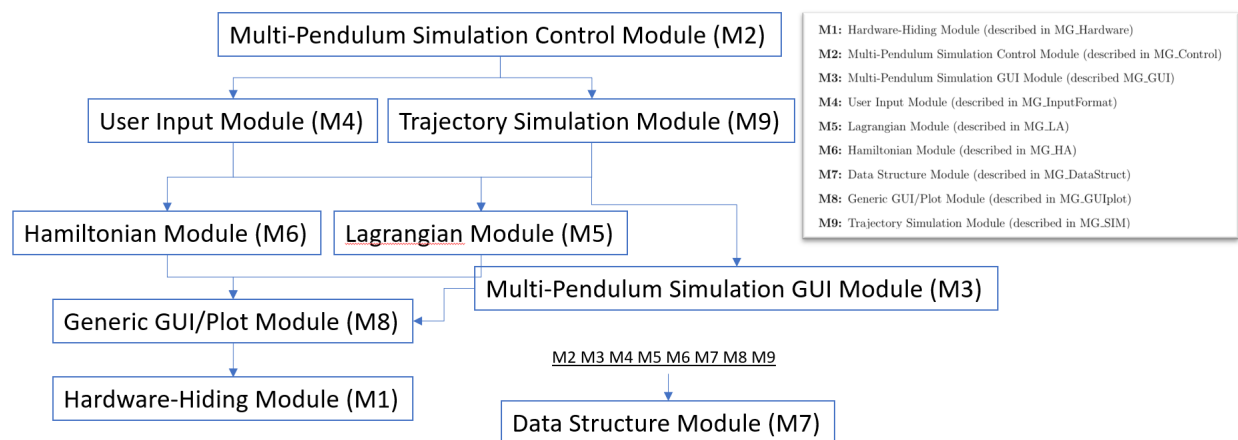 Multi-Pendulum Simulation Control Module (M2)
User Input Module (M4)
Trajectory Simulation Module (M9)
Hamiltonian Module (M6)
Lagrangian Module (M5)
Multi-Pendulum Simulation GUI Module (M3)
Generic GUI/Plot Module (M8)
Hardware-Hiding Module (M1)
M2 M3 M4 M5 M6 M7 M8 M9
Data Structure Module (M7)
M1: Hardware-Hiding Module (described in MG_Hardware)
M2: Multi-Pendulum Simulation Control Module (described in MG_Control)
M3: Multi-Pendulum Simulation GUI Module (described MG_GUI)
M4: User Input Module (described in MG_InputFormat)
M5: Lagrangian Module (described in MG_LA)
M6: Hamiltonian Module (described in MG_HA)
M7: Data Structure Module (described in MG_DataStruct)
M8: Generic GUI/Plot Module (described in MG_GUIplot)
M9: Trajectory Simulation Module (described in MG_SIM)